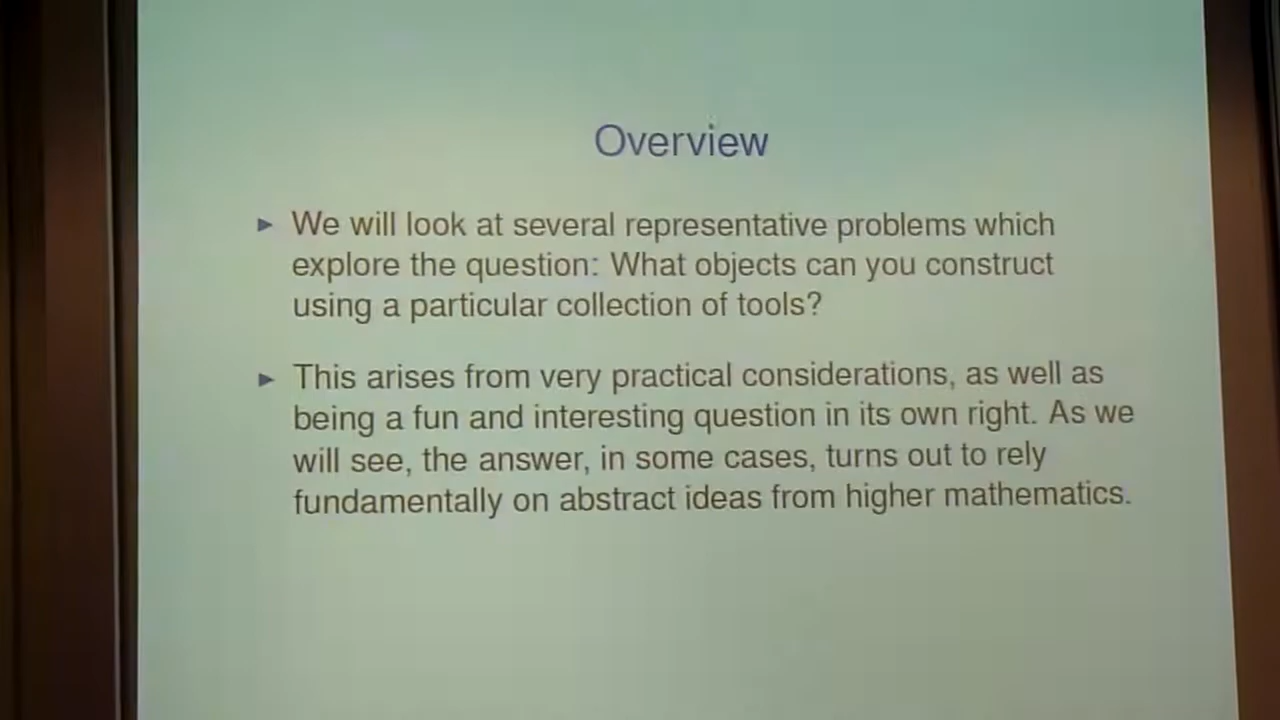 Overview
► We will look at several representative problems which
explore the question: What objects can you construct
using a particular collection of tools?
► This arises from very practical considerations, as well as
being a fun and interesting question in its own right. As we
will see, the answer, in some cases, turns out to rely
fundamentally on abstract ideas from higher mathematics.